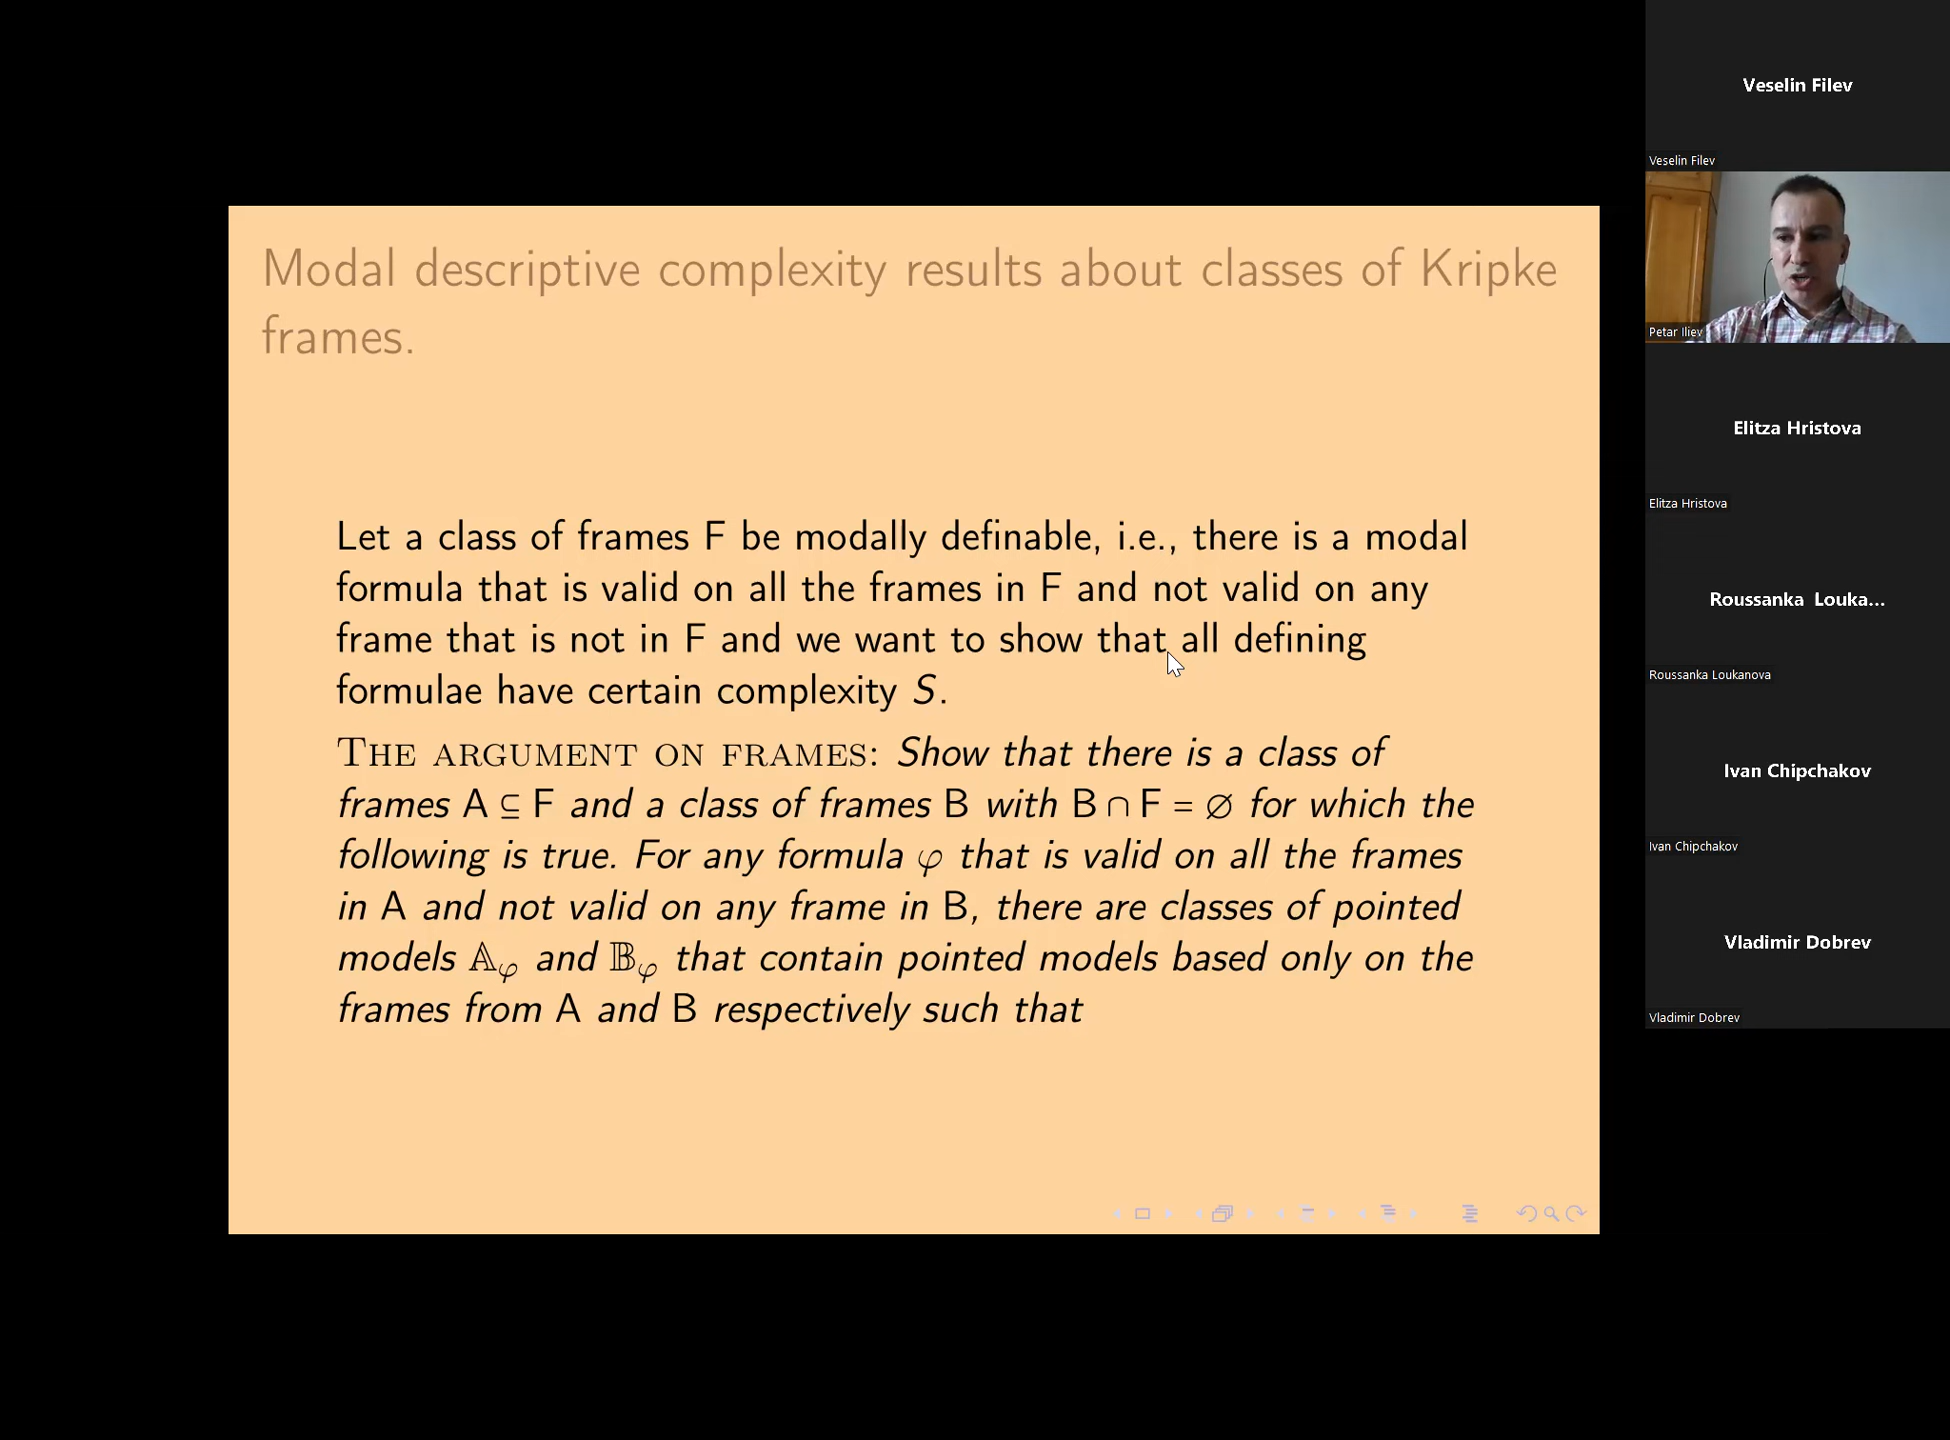 Modal descriptive complexity results about classes of Kripke
frames.
Let a class of frames F be modally definable, i.e., there is a modal
formula that is valid on all the frames in F and not valid on any
frame that is not in F and we want to show that all defining
formulae have certain complexity S.
THE ARGUMENT ON FRAMES: Show that there is a class of
frames A ⊆ F and a class of frames B with B ∩ F = ∅ for which the
following is true. For any formula φ that is valid on all the frames
in A and not valid on any frame in B, there are classes of pointed
models 𝔸φ and 𝔹φ that contain pointed models based only on the
frames from A and B respectively such that
Veselin Filev
Veselin Filev
Petar Iliev
Elitza Hristova
Elitza Hristova
Roussanka Louka...
Roussanka Loukanova
Ivan Chipchakov
Ivan Chipchakov
Vladimir Dobrev
Vladimir Dobrev